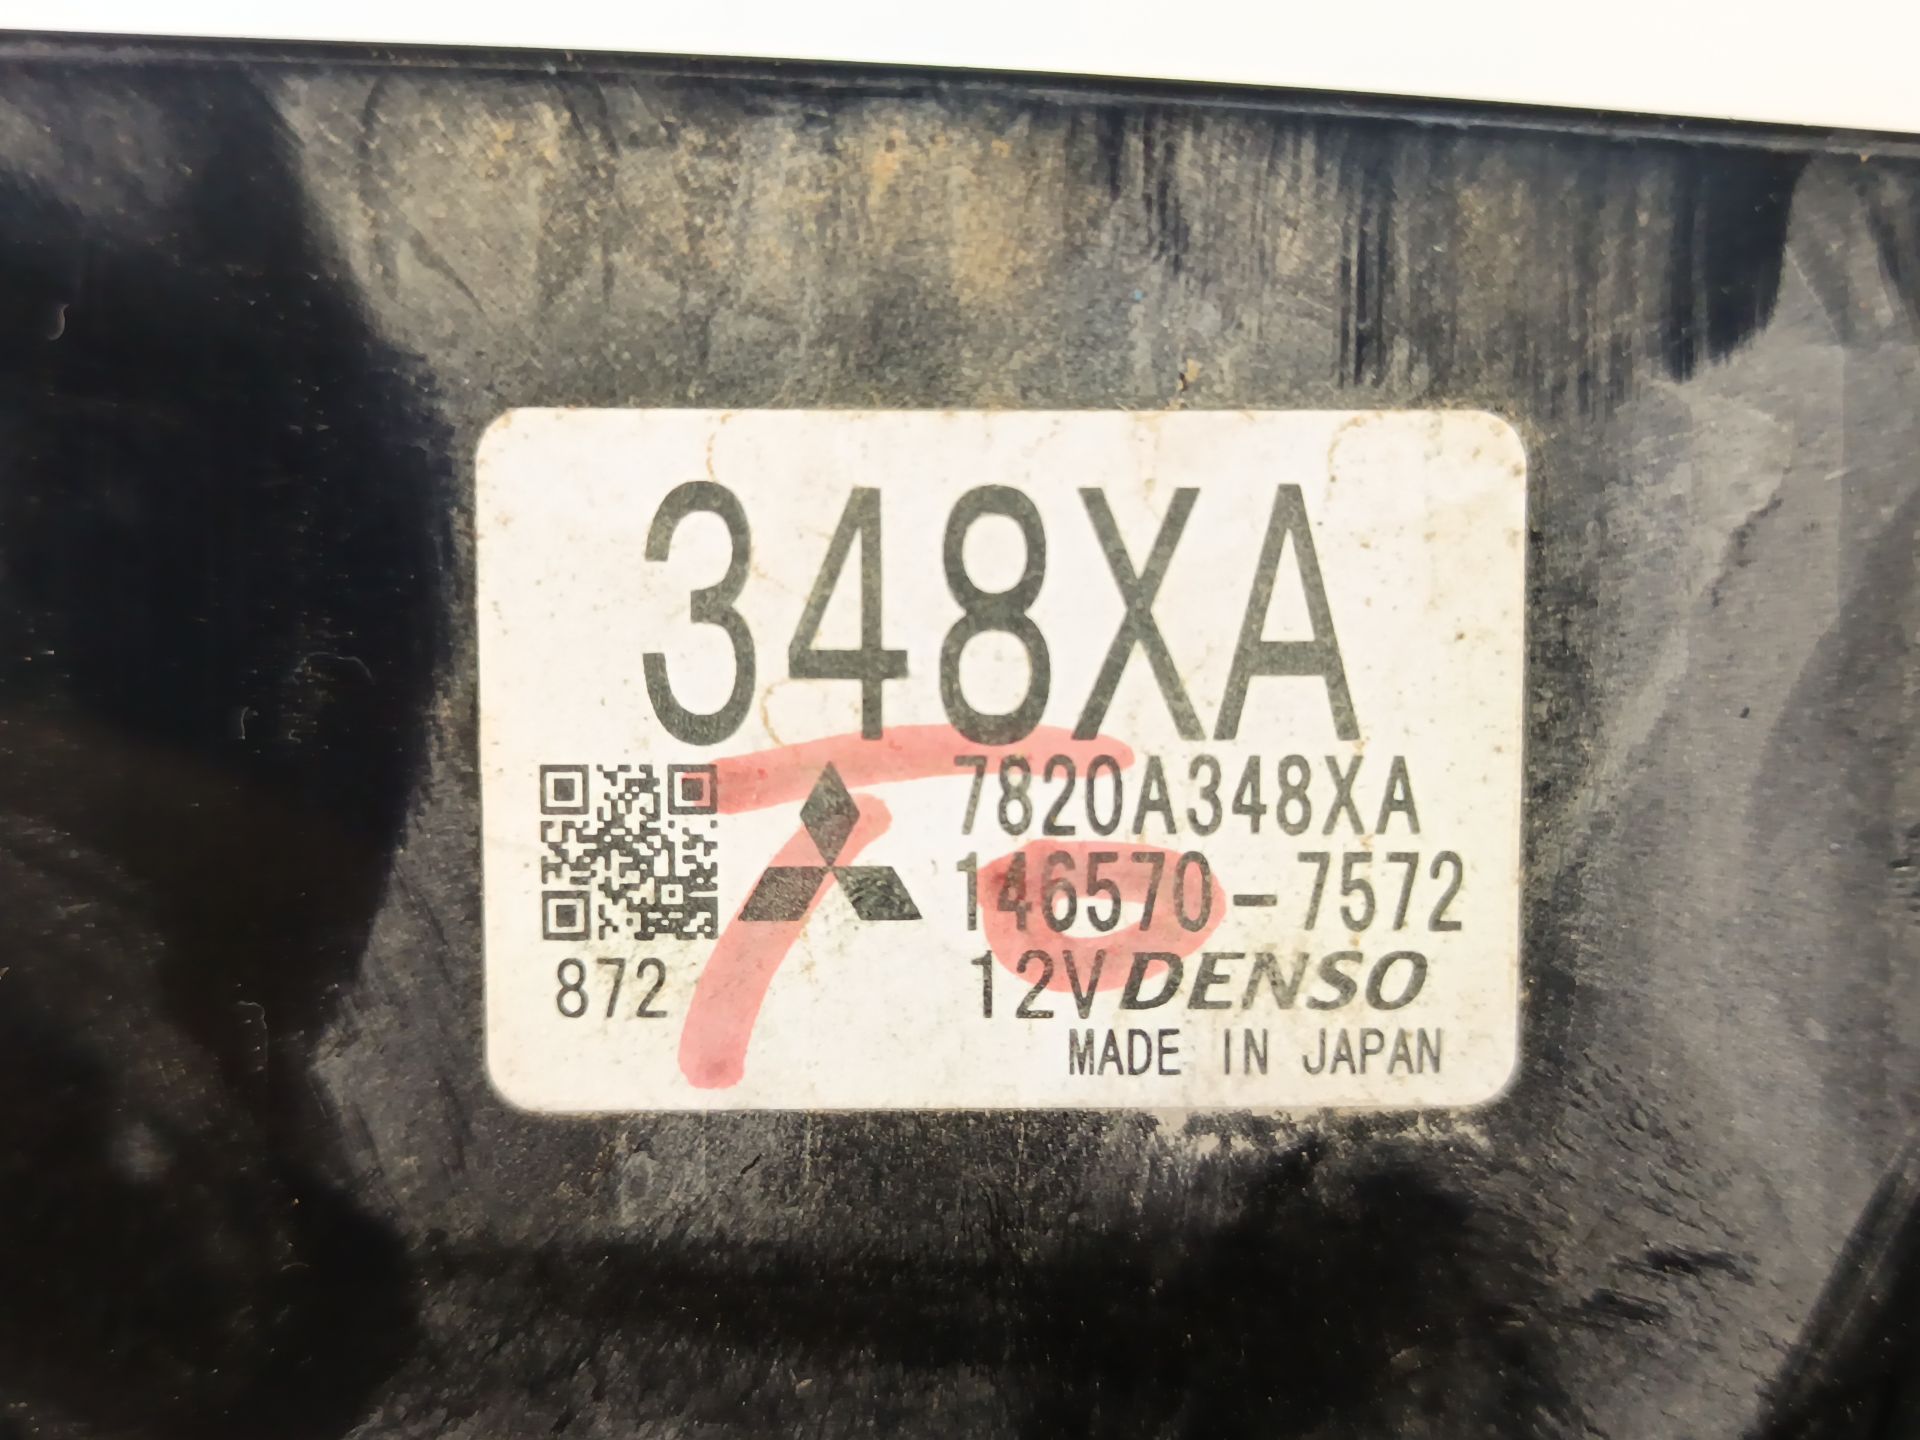 348XA
7820A348XA
146570-7572
872
12V DENSO
MADE IN JAPAN